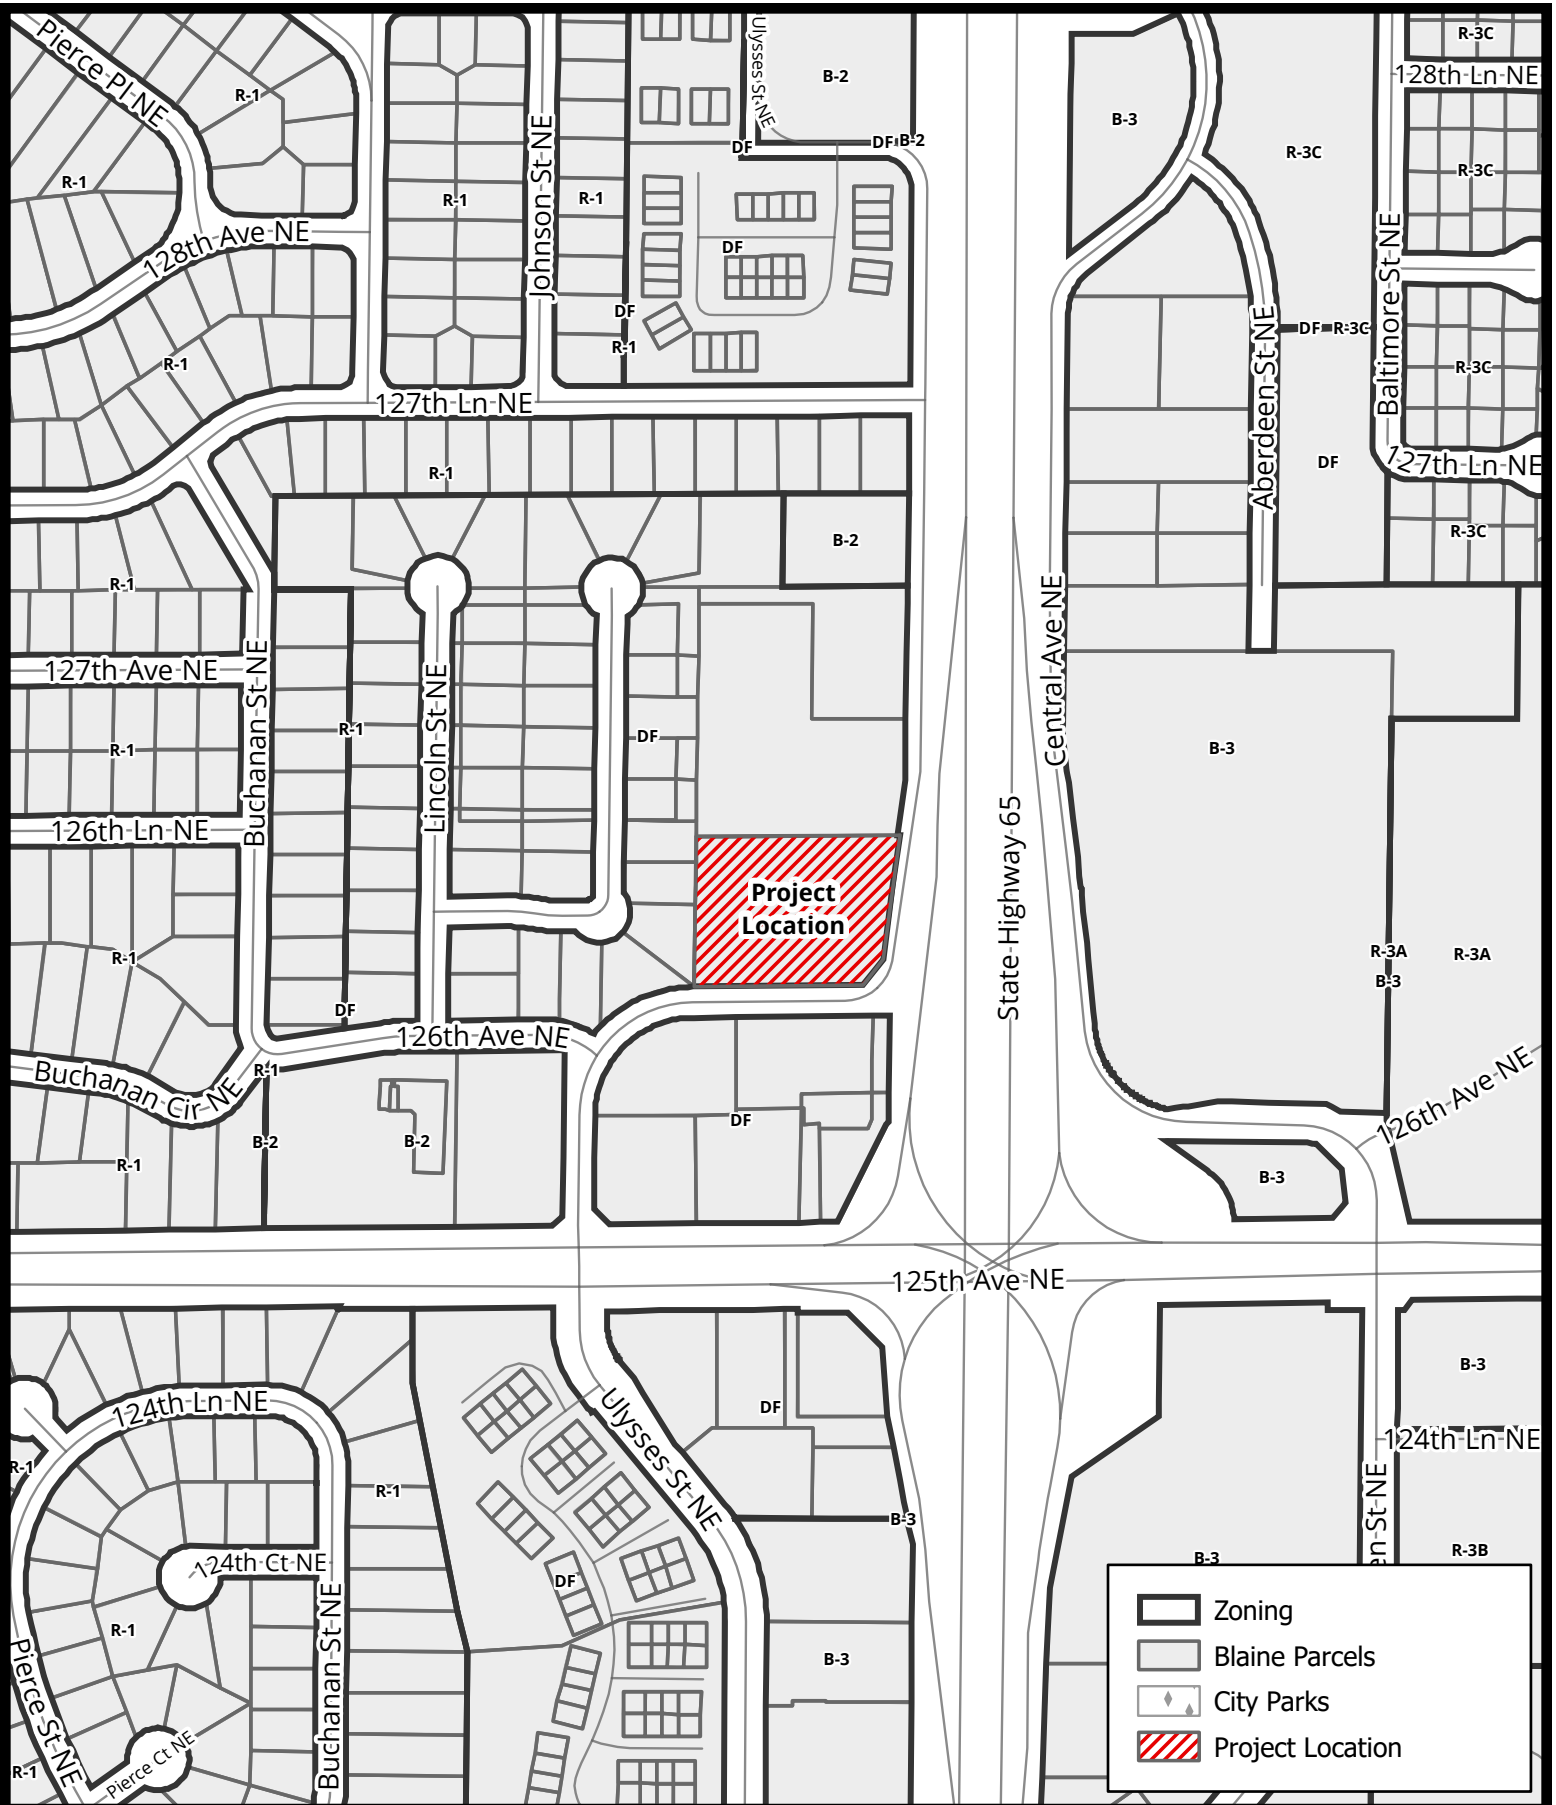 Pierce Pl NE
R-1
R-1
128th Ave NE
R-1
R-1
Johnson St NE
R-1
Ulysses St NE
B-2
DF
DF
B-2
DF
DF
R-1
B-3
R-3C
R-3C
128th Ln NE
R-3C
Baltimore St NE
DF
R-3C
R-3C
Aberdeen St NE
DF
127th Ln NE
R-3C
127th Ln NE
R-1
B-2
R-1
127th Ave NE
Buchanan St NE
R-1
R-1
Lincoln St NE
DF
Central Ave NE
B-3
126th Ln NE
State Highway 65
Project
Location
R-1
DF
R-3A
B-3
R-3A
126th Ave NE
Buchanan Cir NE
R-1
B-2
B-2
R-1
DF
126th Ave NE
B-3
125th Ave NE
124th Ln NE
R-1
R-1
Ulysses St NE
DF
B-3
B-3
124th Ln NE
124th Ct NE
DF
R-1
Buchanan St NE
Pierce St NE
Pierce Ct NE
R-1
B-3
B-3
en St NE
R-3B
Zoning
Blaine Parcels
City Parks
Project Location